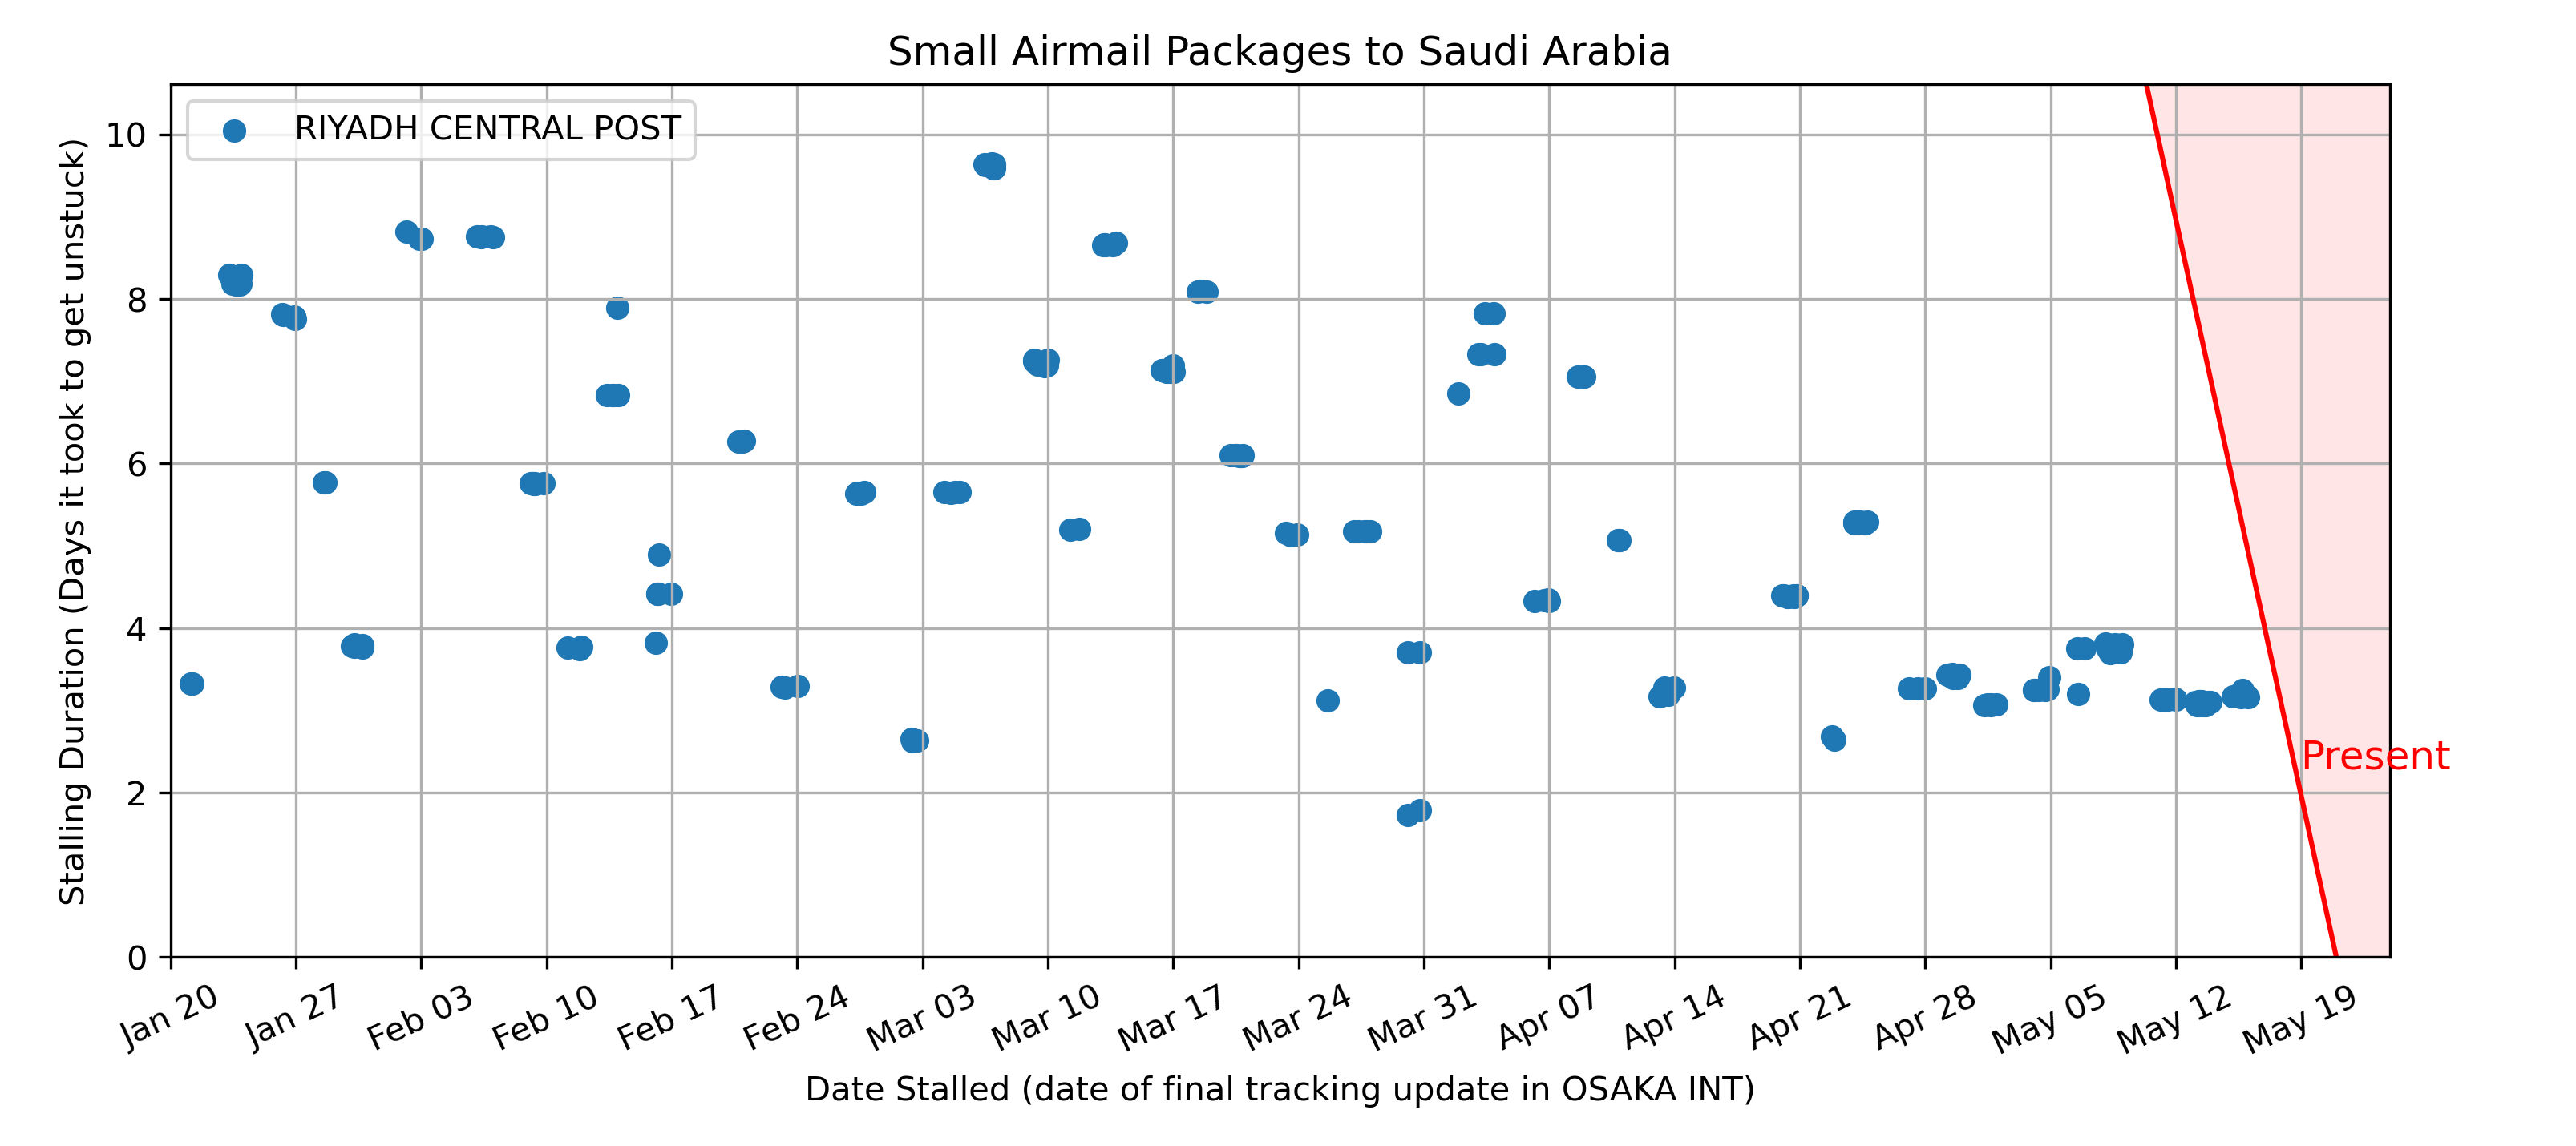 Small Airmail Packages to Saudi Arabia
RIYADH CENTRAL POST
Stalling Duration (Days it took to get unstuck)
10
8
6
4
2
0
Present
Jan 20 Jan 27 Feb 03 Feb 10 Feb 17 Feb 24 Mar 03 Mar 10 Mar 17 Mar 24 Mar 31 Apr 07 Apr 14 Apr 21 Apr 28 May 05 May 12 May 19
Date Stalled (date of final tracking update in OSAKA INT)